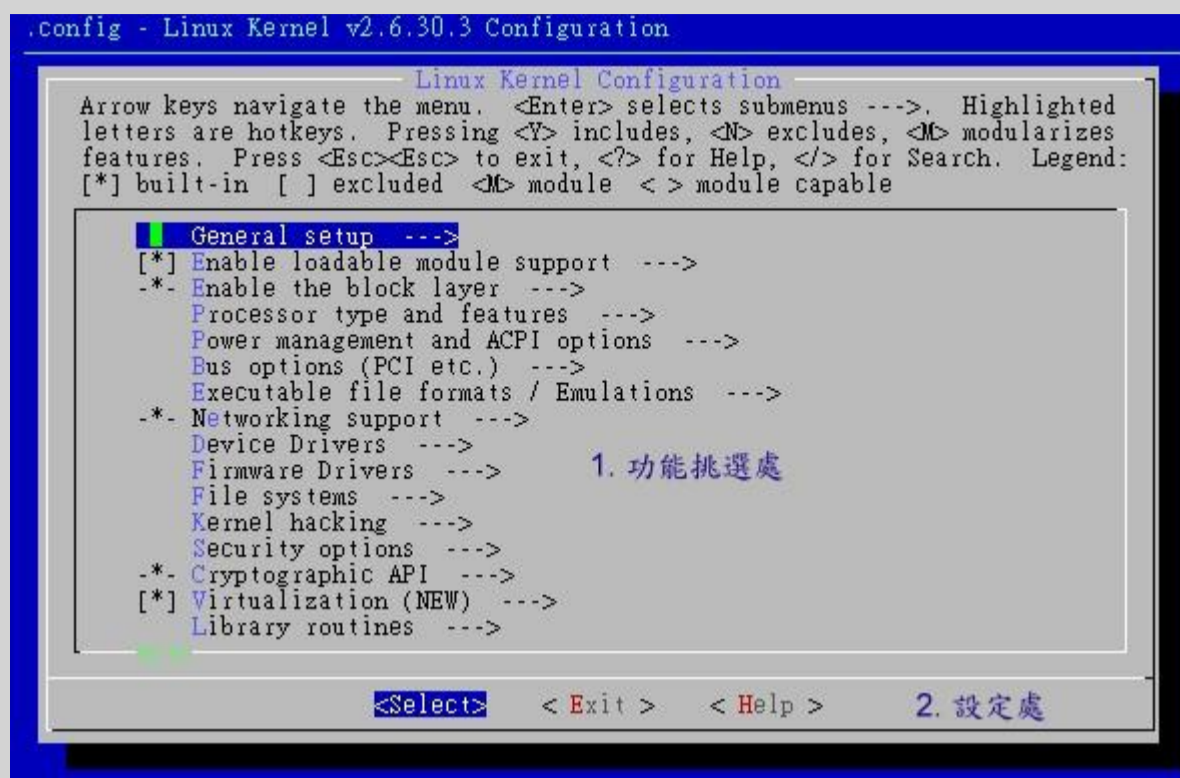 .config - Linux Kernel v2.6.30.3 Configuration
Linux Kernel Configuration
Arrow keys navigate the menu.  <Enter> selects submenus --->.  Highlighted
letters are hotkeys.  Pressing <Y> includes, <N> excludes, <M> modularizes
features.  Press <Esc><Esc> to exit, <?> for Help, </> for Search.  Legend:
[*] built-in  [ ] excluded  <M> module  < > module capable
General setup  --->
[*] Enable loadable module support  --->
-*- Enable the block layer  --->
Processor type and features  --->
Power management and ACPI options  --->
Bus options (PCI etc.)  --->
Executable file formats / Emulations  --->
-*- Networking support  --->
Device Drivers  --->
Firmware Drivers  --->
1. 功能挑選處
File systems  --->
Kernel hacking  --->
Security options  --->
-*- Cryptographic API  --->
[*] Virtualization (NEW)  --->
Library routines  --->
<Select>    < Exit >    < Help >
2. 設定處